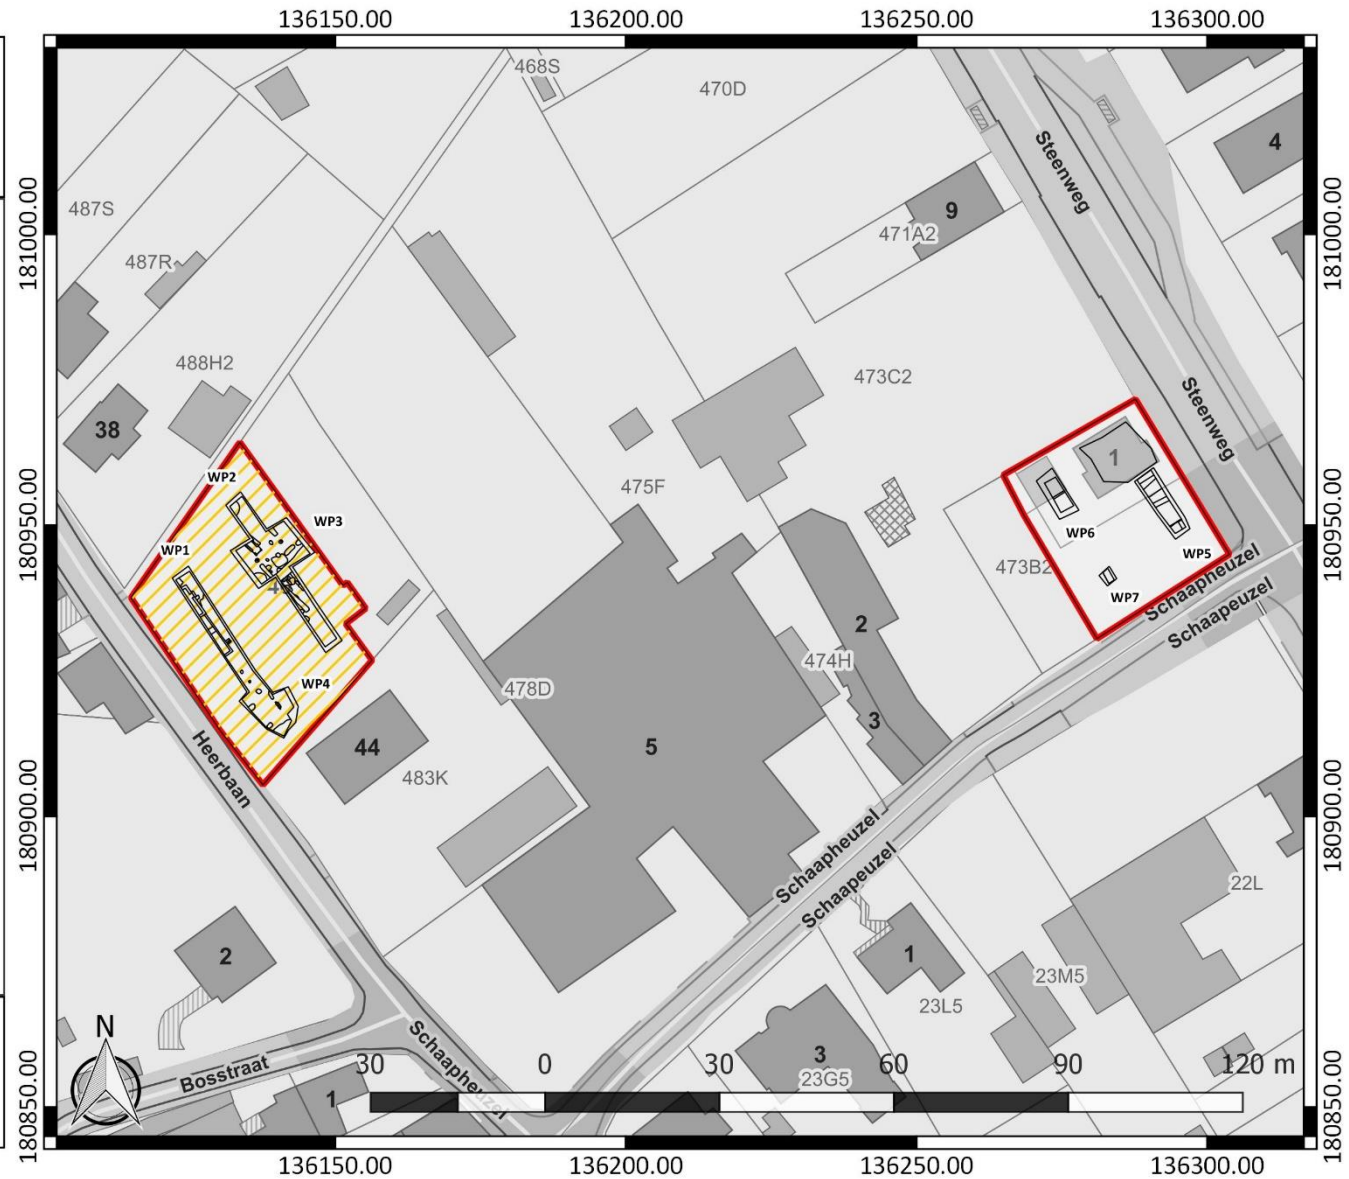 136150.00 136200.00 136250.00 136300.00
468S
470D
Steenweg
4
487S
9
471A2
181000.00
181000.00
487R
488H2
473C2
Steenweg
38
WP2
475F
1
WP3
WP1
180950.00
180950.00
WP6
WP5
473B2
WP7
Schaapheuzel
Schaapeuzel
2
474H
WP4
478D
3
Heerbaan
44
5
483K
180900.00
180900.00
Schaapheuzel
Schaapeuzel
22L
2
1
23M5
23L5
N
Schaapheuzel
Bosstraat
3
23G5
1
30 0 30 60 90 120 m
180850.00
180850.00
136150.00 136200.00 136250.00 136300.00